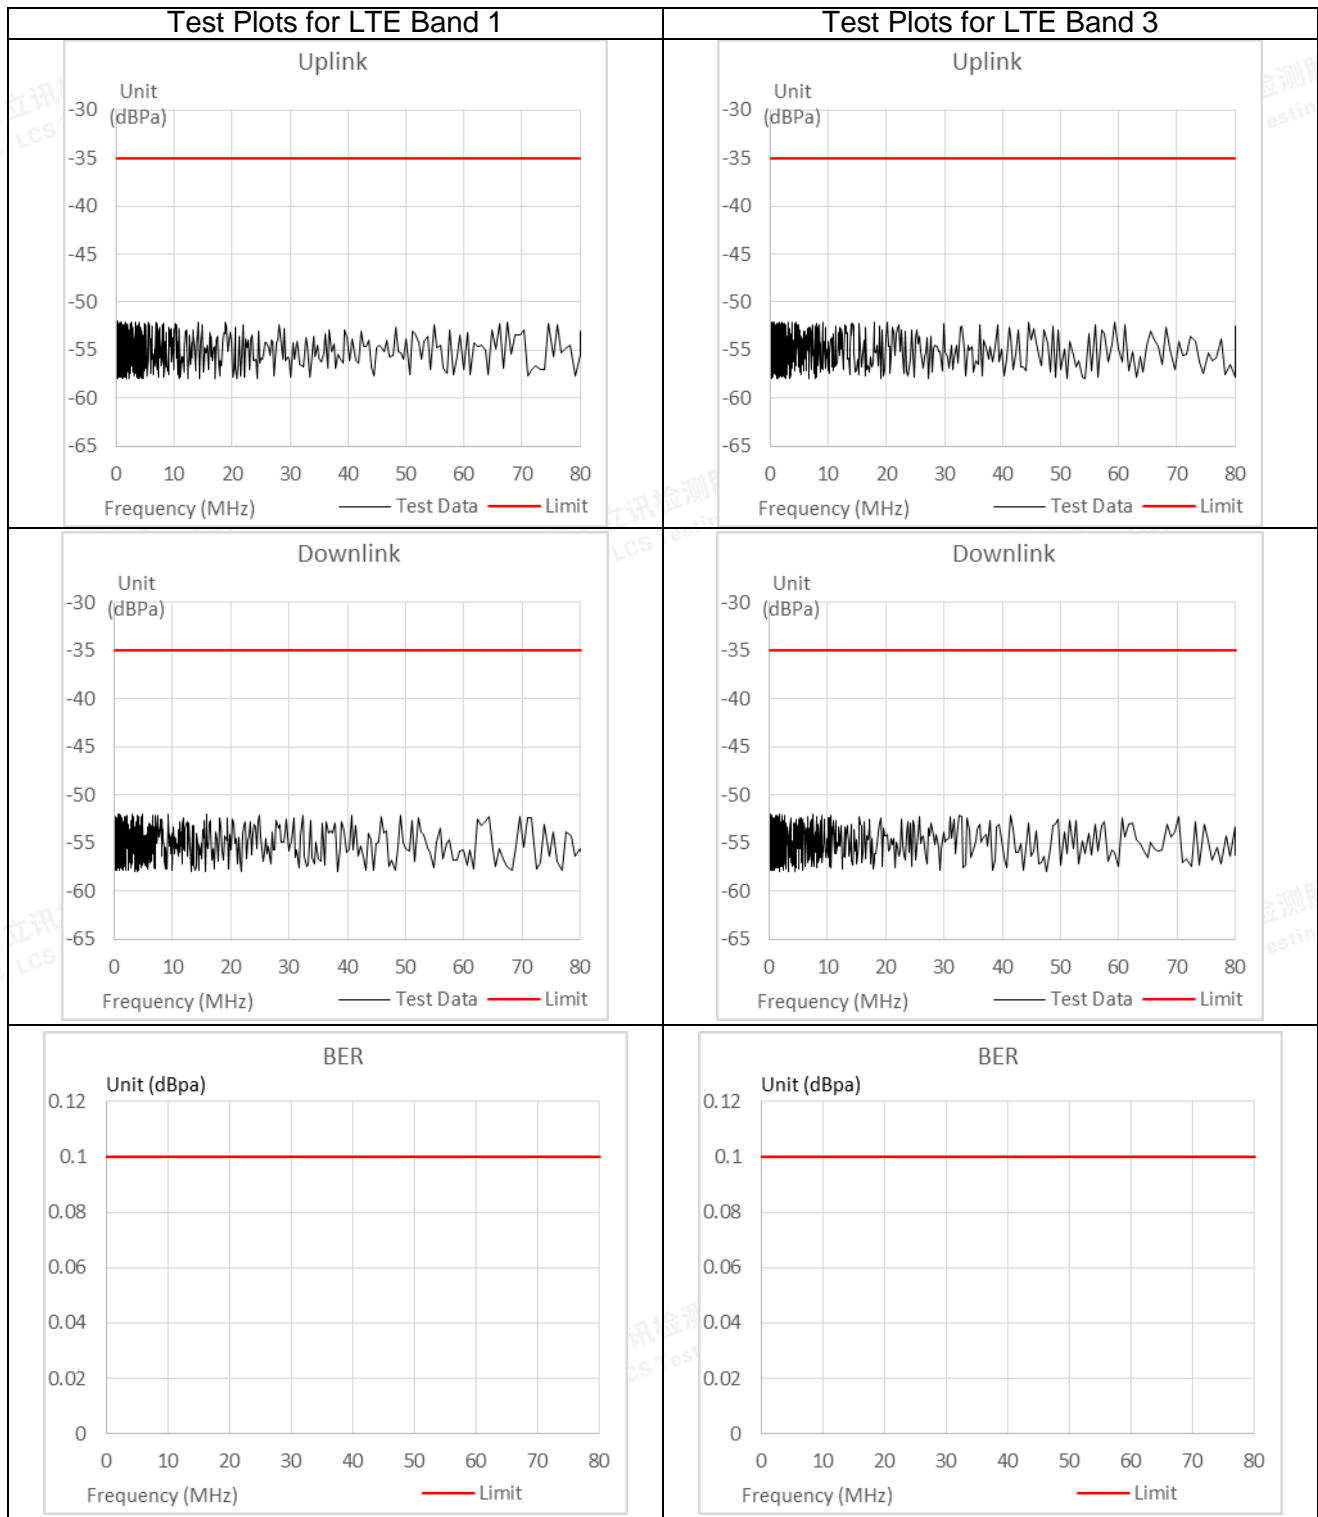 Test Plots for LTE Band 1
Test Plots for LTE Band 3
Uplink
Unit
(dBPa)
-30
-35
-40
-45
-50
-55
-60
-65
0 10 20 30 40 50 60 70 80
Frequency (MHz) Test Data Limit
Uplink
Unit
(dBPa)
-30
-35
-40
-45
-50
-55
-60
-65
0 10 20 30 40 50 60 70 80
Frequency (MHz) Test Data Limit
Downlink
Unit
(dBPa)
-30
-35
-40
-45
-50
-55
-60
-65
0 10 20 30 40 50 60 70 80
Frequency (MHz) Test Data Limit
Downlink
Unit
(dBPa)
-30
-35
-40
-45
-50
-55
-60
-65
0 10 20 30 40 50 60 70 80
Frequency (MHz) Test Data Limit
BER
Unit (dBpa)
0.12
0.1
0.08
0.06
0.04
0.02
0
0 10 20 30 40 50 60 70 80
Frequency (MHz) Limit
BER
Unit (dBpa)
0.12
0.1
0.08
0.06
0.04
0.02
0
0 10 20 30 40 50 60 70 80
Frequency (MHz) Limit